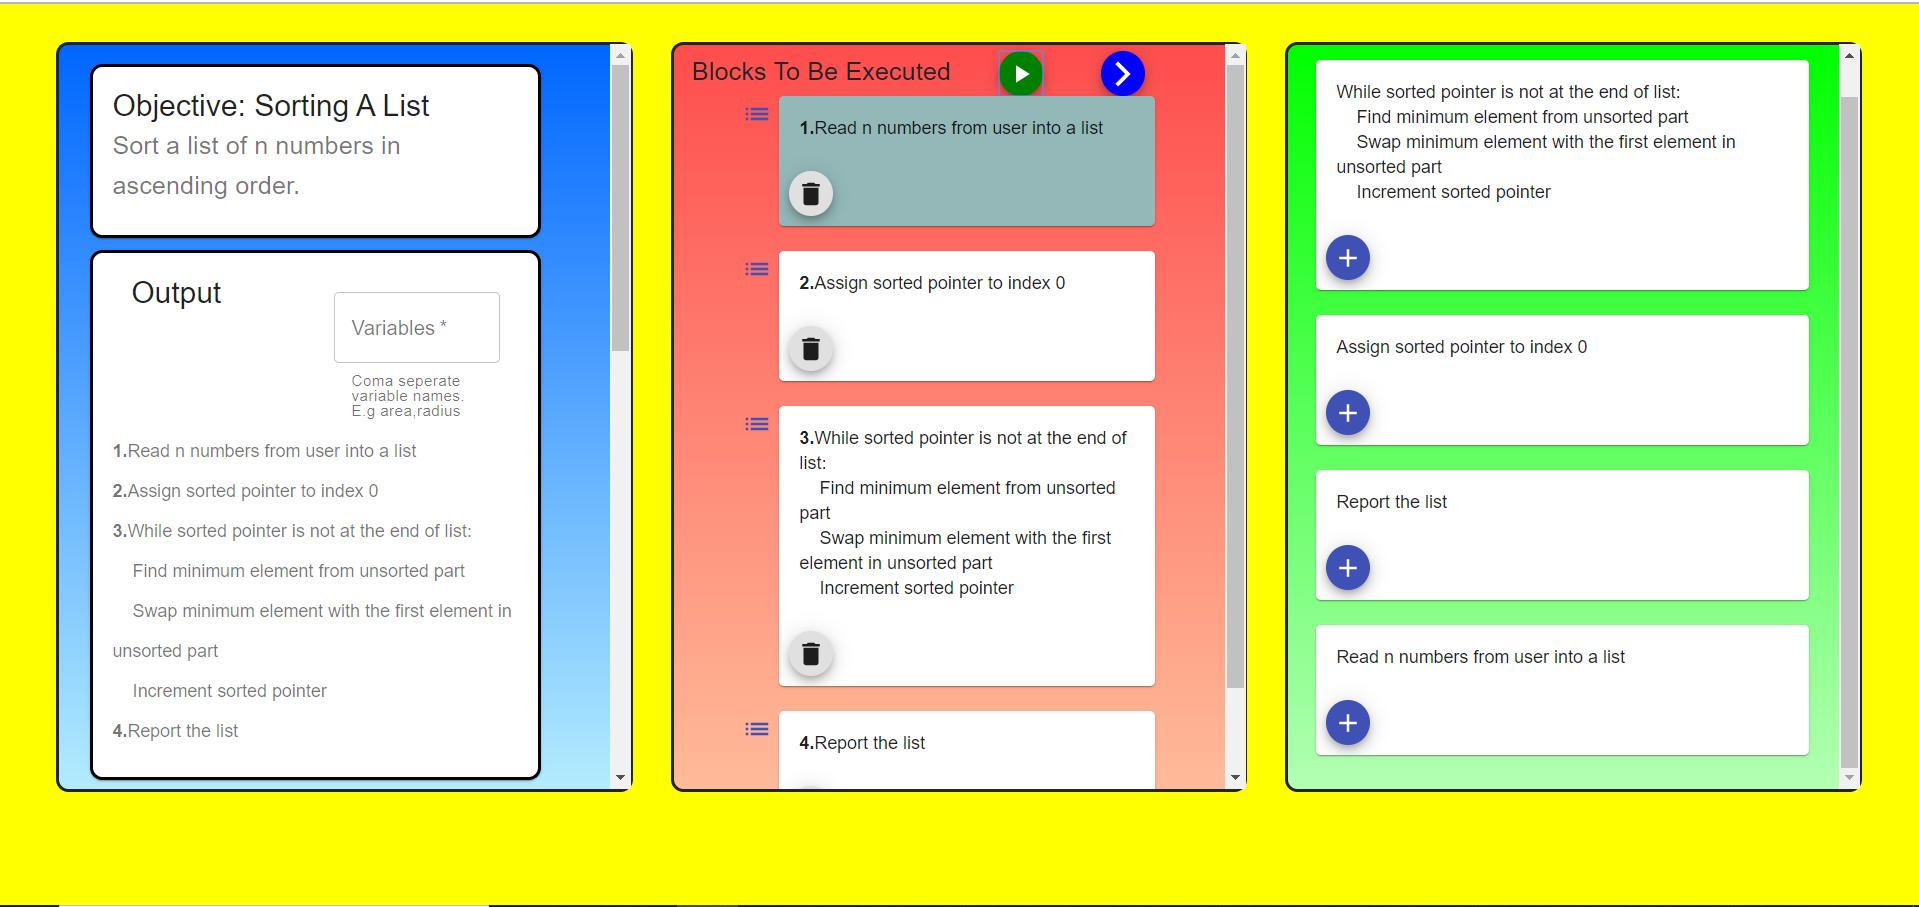 Objective: Sorting A List
Sort a list of n numbers in
ascending order.
Output
Variables *
Coma seperate
variable names.
E.g area,radius
1.Read n numbers from user into a list
2.Assign sorted pointer to index 0
3.While sorted pointer is not at the end of list:
Find minimum element from unsorted part
Swap minimum element with the first element in
unsorted part
Increment sorted pointer
4.Report the list
Blocks To Be Executed
1.Read n numbers from user into a list
2.Assign sorted pointer to index 0
3.While sorted pointer is not at the end of
list:
Find minimum element from unsorted
part
Swap minimum element with the first
element in unsorted part
Increment sorted pointer
4.Report the list
While sorted pointer is not at the end of list:
Find minimum element from unsorted part
Swap minimum element with the first element in
unsorted part
Increment sorted pointer
Assign sorted pointer to index 0
Report the list
Read n numbers from user into a list